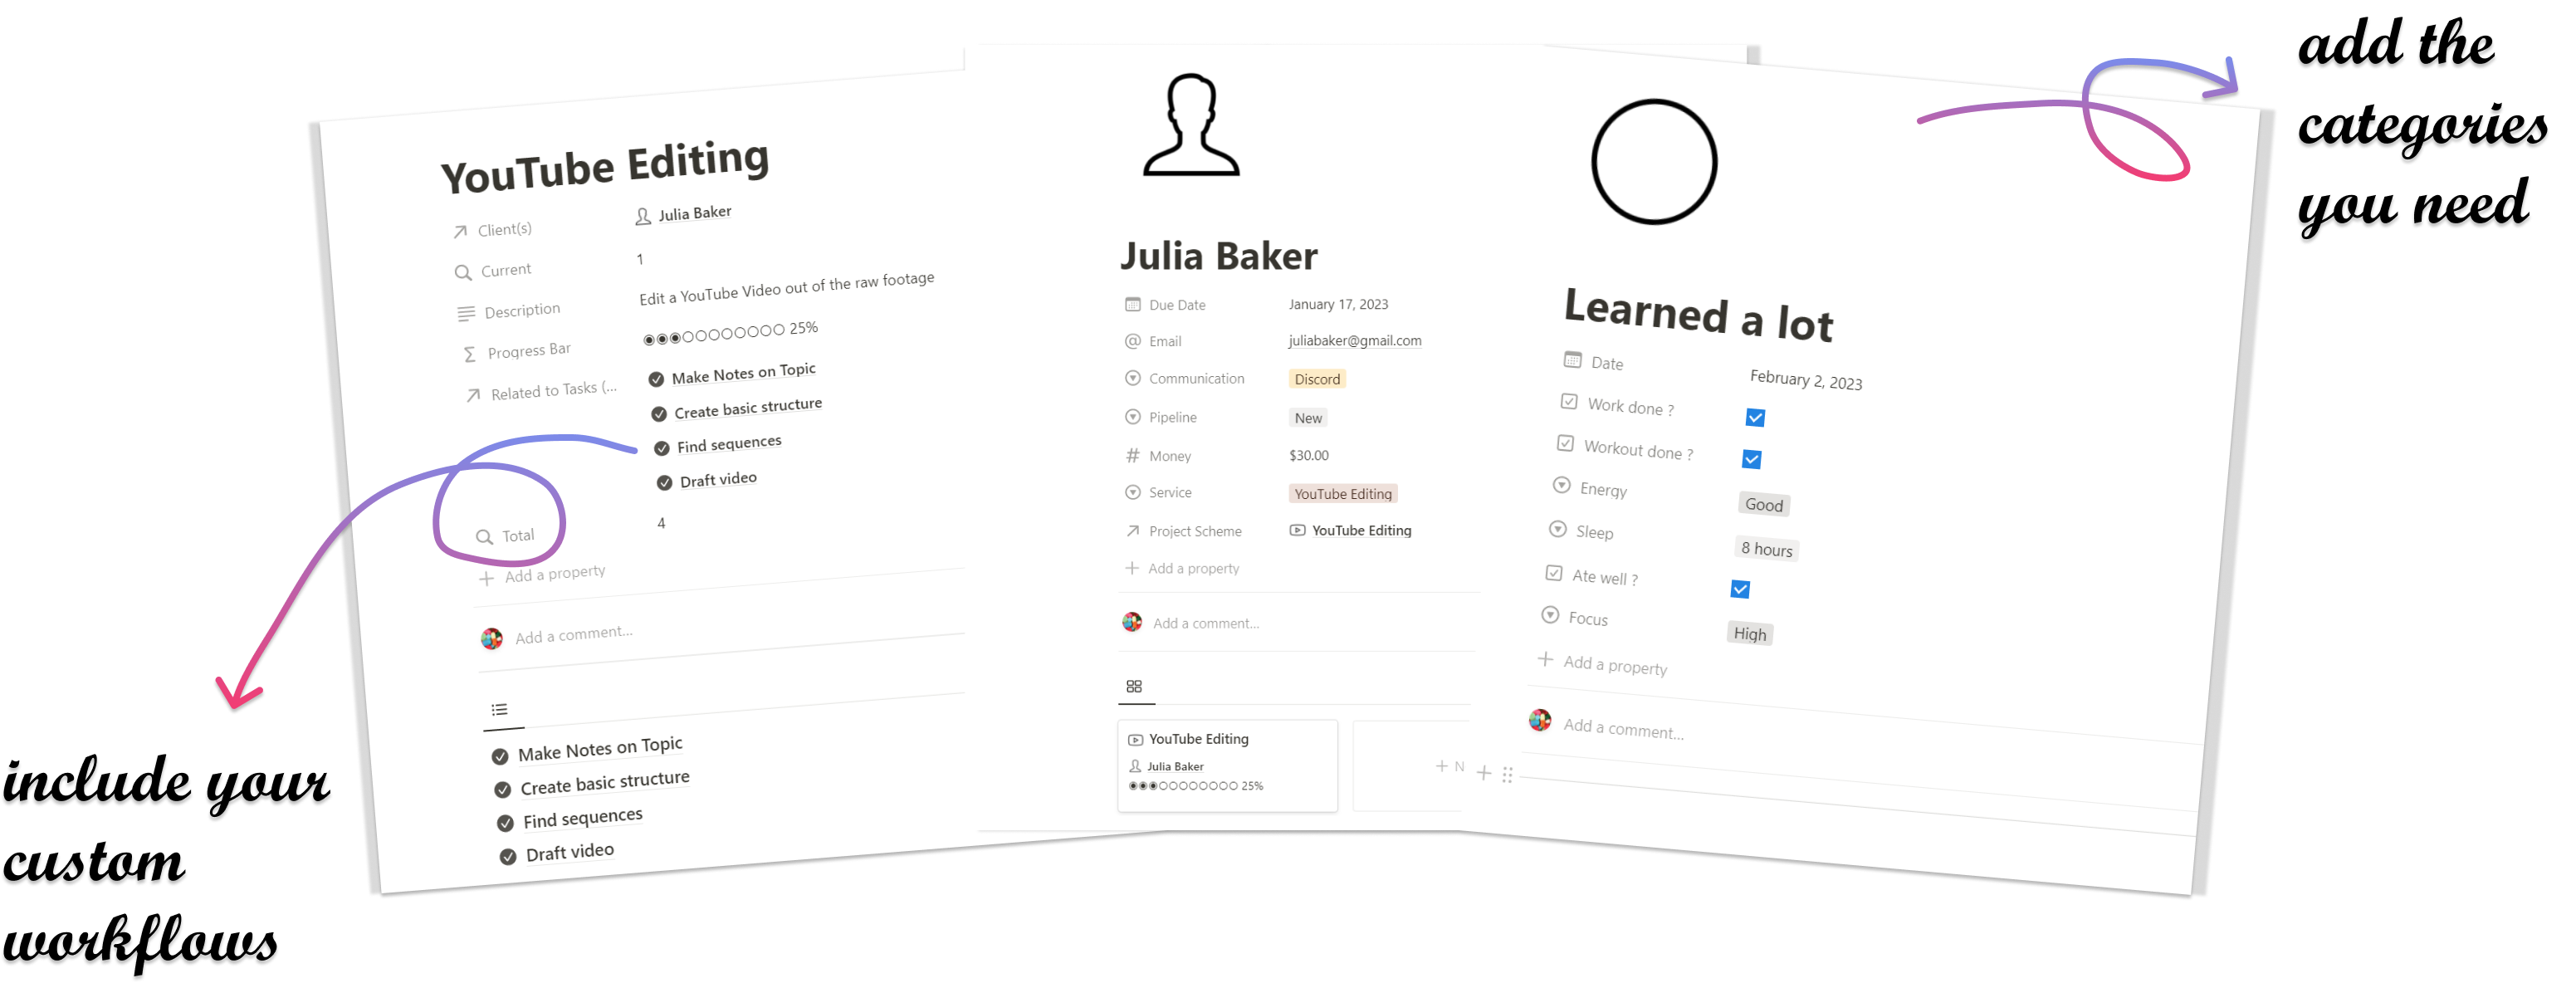 add the
categories
you need
YouTube Editing
Client(s) Julia Baker
Current 1
Description Edit a YouTube Video out of the raw footage
Progress Bar 25%
Related to Tasks (... Make Notes on Topic
Create basic structure
Find sequences
Draft video
Total 4
Add a property
Add a comment...
Make Notes on Topic
Create basic structure
Find sequences
Draft video
Julia Baker
Due Date January 17, 2023
Email juliabaker@gmail.com
Communication Discord
Pipeline New
Money $30.00
Service YouTube Editing
Project Scheme YouTube Editing
Add a property
Add a comment...
YouTube Editing
Julia Baker
25%
+ N
Learned a lot
Date February 2, 2023
Work done ?
Workout done ?
Energy Good
Sleep 8 hours
Ate well ?
Focus High
Add a property
Add a comment...
include your
custom
workflows